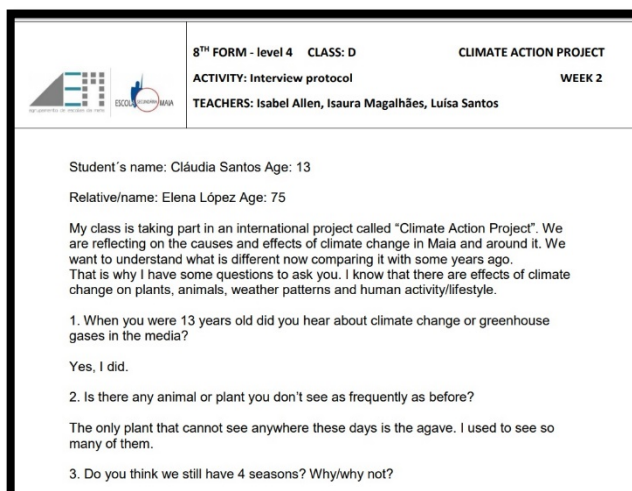 8TH FORM - level 4 CLASS: D CLIMATE ACTION PROJECT
ACTIVITY: Interview protocol WEEK 2
TEACHERS: Isabel Allen, Isaura Magalhães, Luísa Santos
ESCOLA SECUNDÁRIA MAIA
Student´s name: Cláudia Santos Age: 13
Relative/name: Elena López Age: 75
My class is taking part in an international project called “Climate Action Project”. We
are reflecting on the causes and effects of climate change in Maia and around it. We
want to understand what is different now comparing it with some years ago.
That is why I have some questions to ask you. I know that there are effects of climate
change on plants, animals, weather patterns and human activity/lifestyle.
1. When you were 13 years old did you hear about climate change or greenhouse
gases in the media?
Yes, I did.
2. Is there any animal or plant you don’t see as frequently as before?
The only plant that cannot see anywhere these days is the agave. I used to see so
many of them.
3. Do you think we still have 4 seasons? Why/why not?